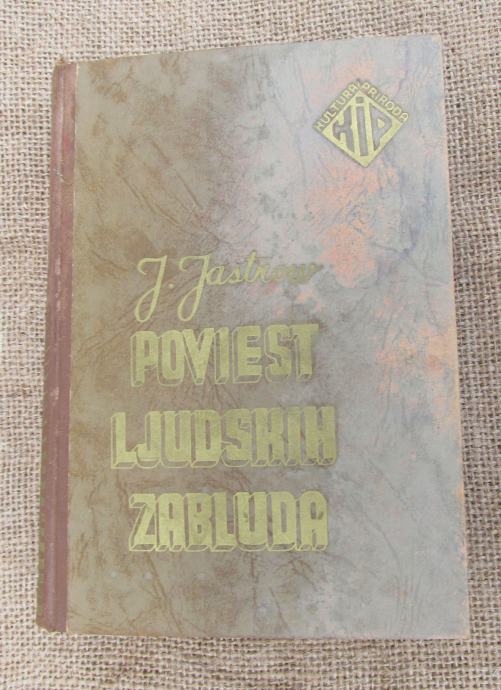 KULTURA I PRIRODA
KIP
J. Jastrow
POVIEST
LJUDSKIH
ZABLUDA